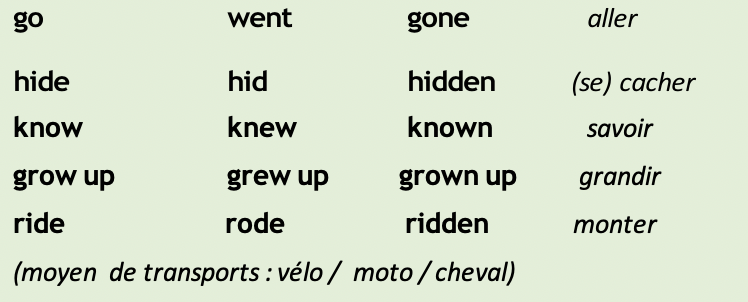 go went gone aller
hide hid hidden (se) cacher
know knew known savoir
grow up grew up grown up grandir
ride rode ridden monter
(moyen de transports : vélo / moto / cheval)